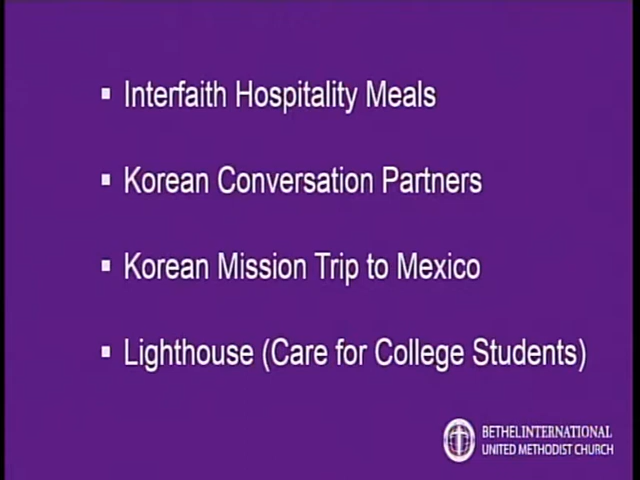 ▪ Interfaith Hospitality Meals
▪ Korean Conversation Partners
▪ Korean Mission Trip to Mexico
▪ Lighthouse (Care for College Students)
BETHEL INTERNATIONAL
UNITED METHODIST CHURCH